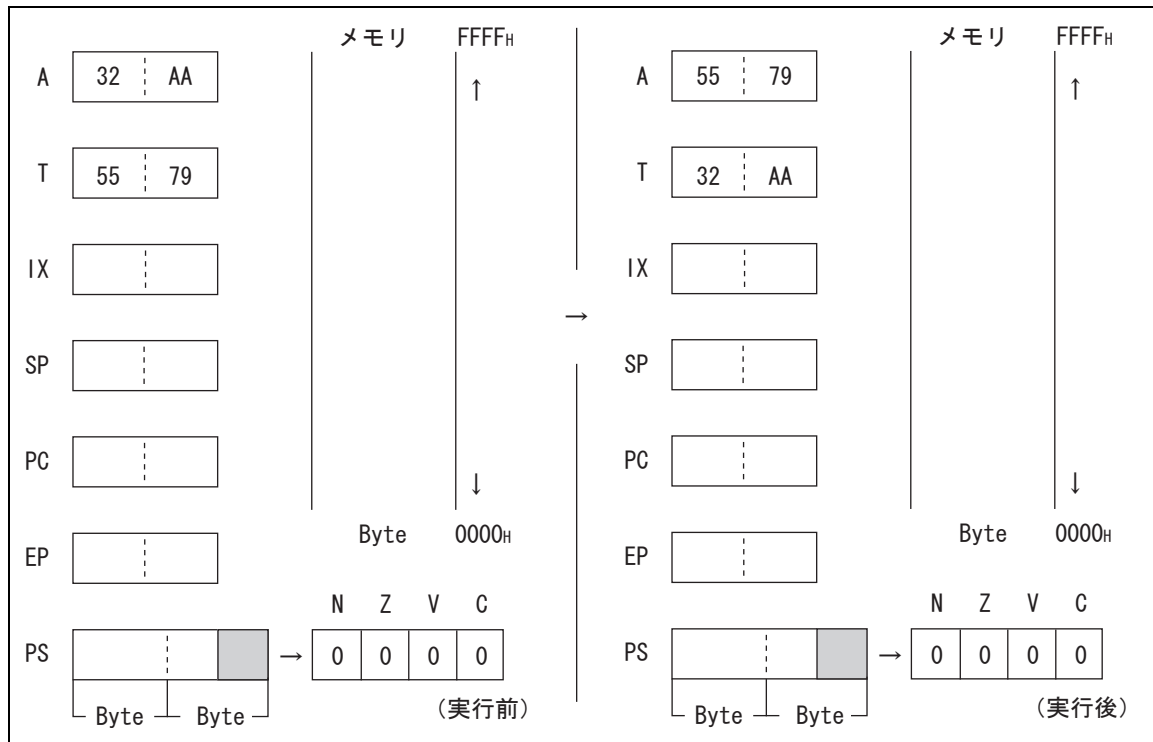 メモリ FFFFH
A 32 AA
↑
T 55 79
IX
SP
PC
↓
Byte 0000H
EP
N Z V C
PS → 0 0 0 0
Byte Byte
(実行前)
→
メモリ FFFFH
A 55 79
↑
T 32 AA
IX
SP
PC
↓
Byte 0000H
EP
N Z V C
PS → 0 0 0 0
Byte Byte
(実行後)